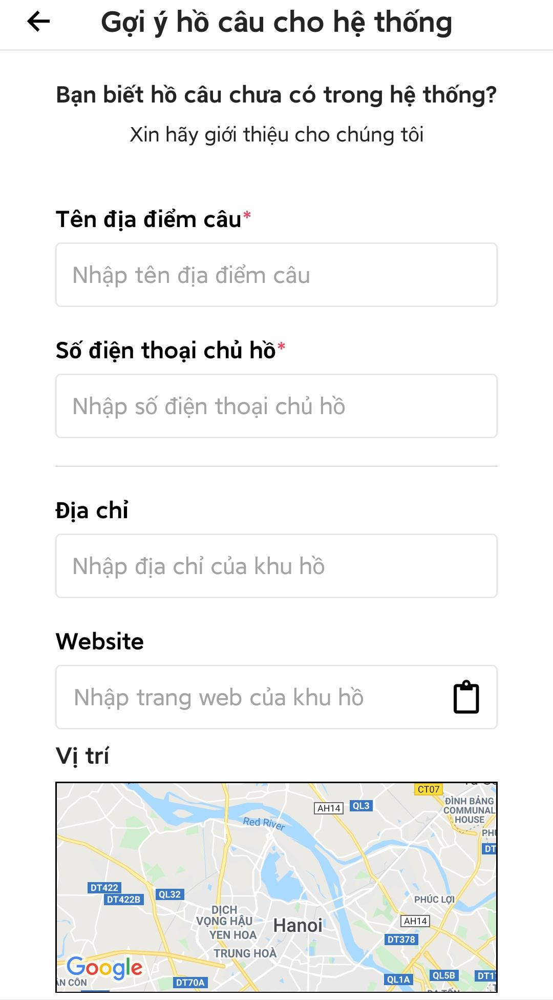 Gợi ý hồ câu cho hệ thống
Bạn biết hồ câu chưa có trong hệ thống?
Xin hãy giới thiệu cho chúng tôi
Tên địa điểm câu*
Nhập tên địa điểm câu
Số điện thoại chủ hồ*
Nhập số điện thoại chủ hồ
Địa chỉ
Nhập địa chỉ của khu hồ
Website
Nhập trang web của khu hồ
Vị trí
CT07
ĐÌNH BẢNG
COMMUNAL
HOUSE
AH14
QL3
Red River
PHÙ
DT
DT422
DT422B
QL32
PHÚC LỢI
DỊCH
VỌNG HẬU
YEN HOA
Hanoi
AH14
DT378
TRUNG HOÀ
Google
ÂN CÔN
DT70A
QL1A
QL5B
DT1